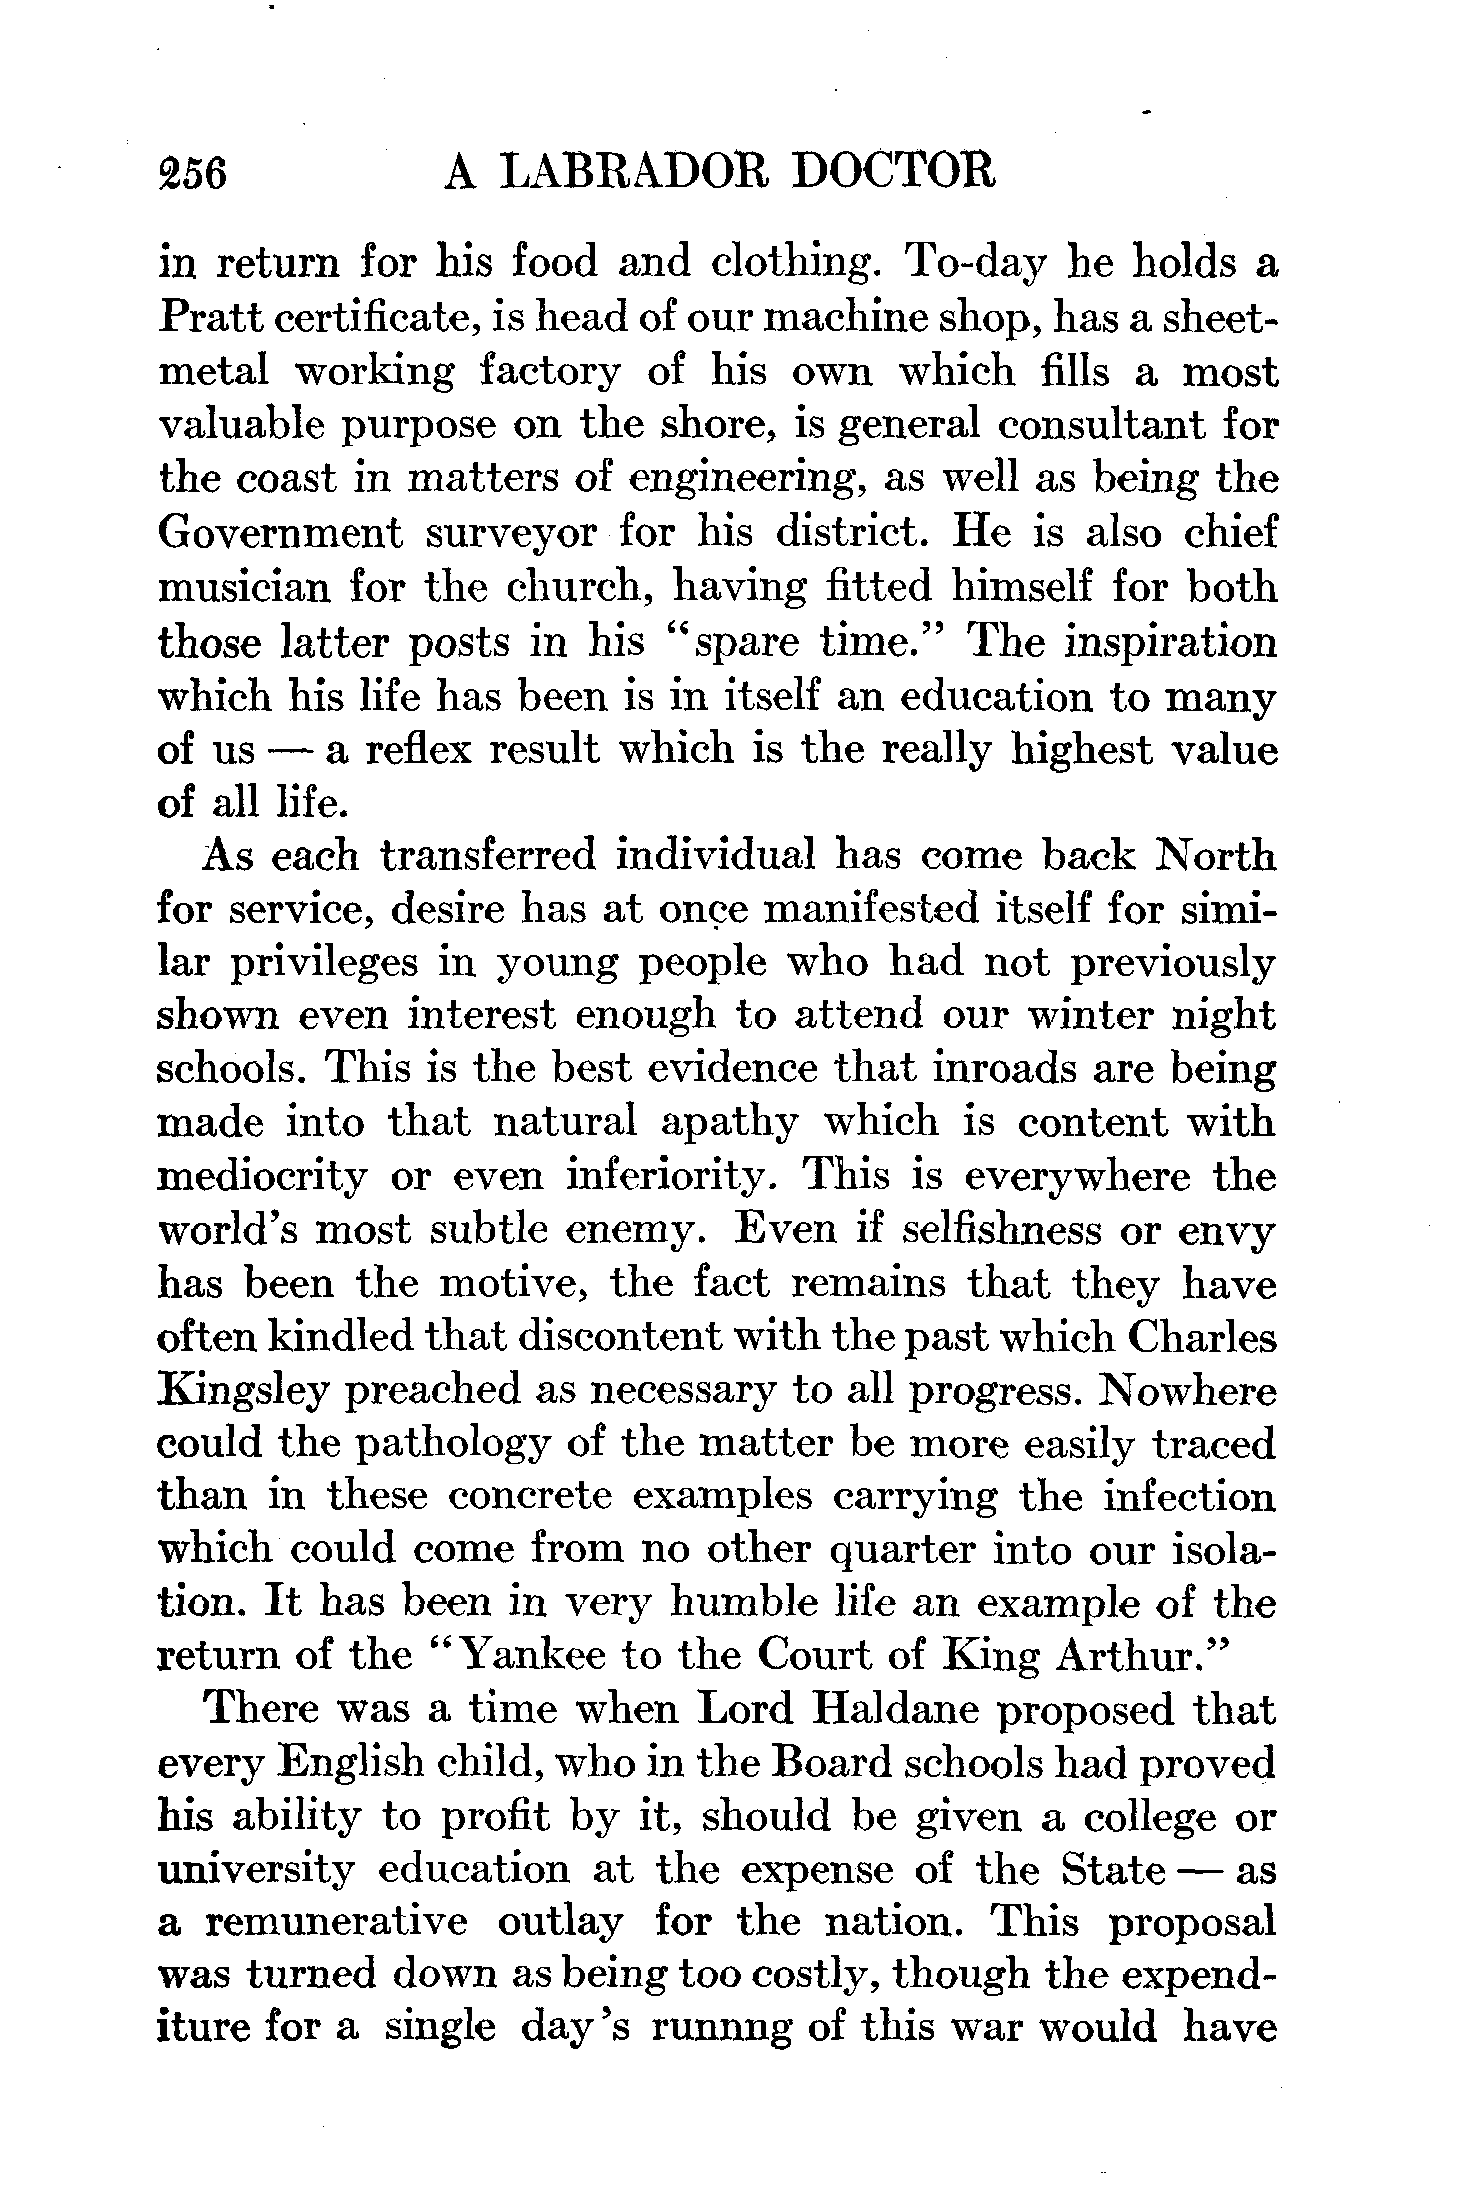 256 A LABRADOR DOCTOR
in return for his food and clothing. To-day he holds a
Pratt certificate, is head of our machine shop, has a sheet-
metal working factory of his own which fills a most
valuable purpose on the shore, is general consultant for
the coast in matters of engineering, as well as being the
Government surveyor for his district. He is also chief
musician for the church, having fitted himself for both
those latter posts in his “spare time.” The inspiration
which his life has been is in itself an education to many
of us — a reflex result which is the really highest value
of all life.
As each transferred individual has come back North
for service, desire has at once manifested itself for simi-
lar privileges in young people who had not previously
shown even interest enough to attend our winter night
schools. This is the best evidence that inroads are being
made into that natural apathy which is content with
mediocrity or even inferiority. This is everywhere the
world’s most subtle enemy. Even if selfishness or envy
has been the motive, the fact remains that they have
often kindled that discontent with the past which Charles
Kingsley preached as necessary to all progress. Nowhere
could the pathology of the matter be more easily traced
than in these concrete examples carrying the infection
which could come from no other quarter into our isola-
tion. It has been in very humble life an example of the
return of the “Yankee to the Court of King Arthur.”
There was a time when Lord Haldane proposed that
every English child, who in the Board schools had proved
his ability to profit by it, should be given a college or
university education at the expense of the State — as
a remunerative outlay for the nation. This proposal
was turned down as being too costly, though the expend-
iture for a single day’s runnng of this war would have